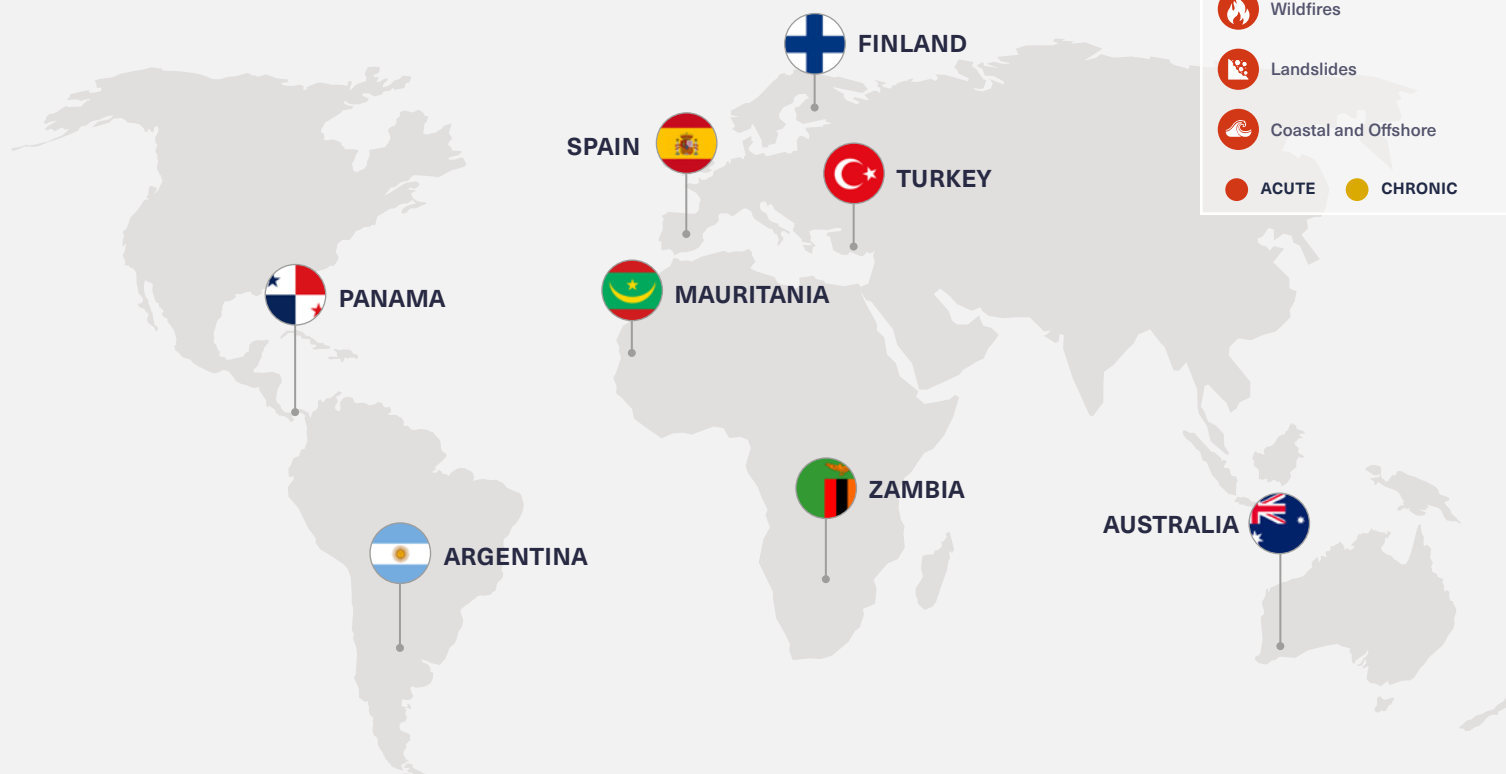 Wildfires
FINLAND
Landslides
Coastal and Offshore
SPAIN
TURKEY
ACUTE
CHRONIC
PANAMA
MAURITANIA
ZAMBIA
AUSTRALIA
ARGENTINA